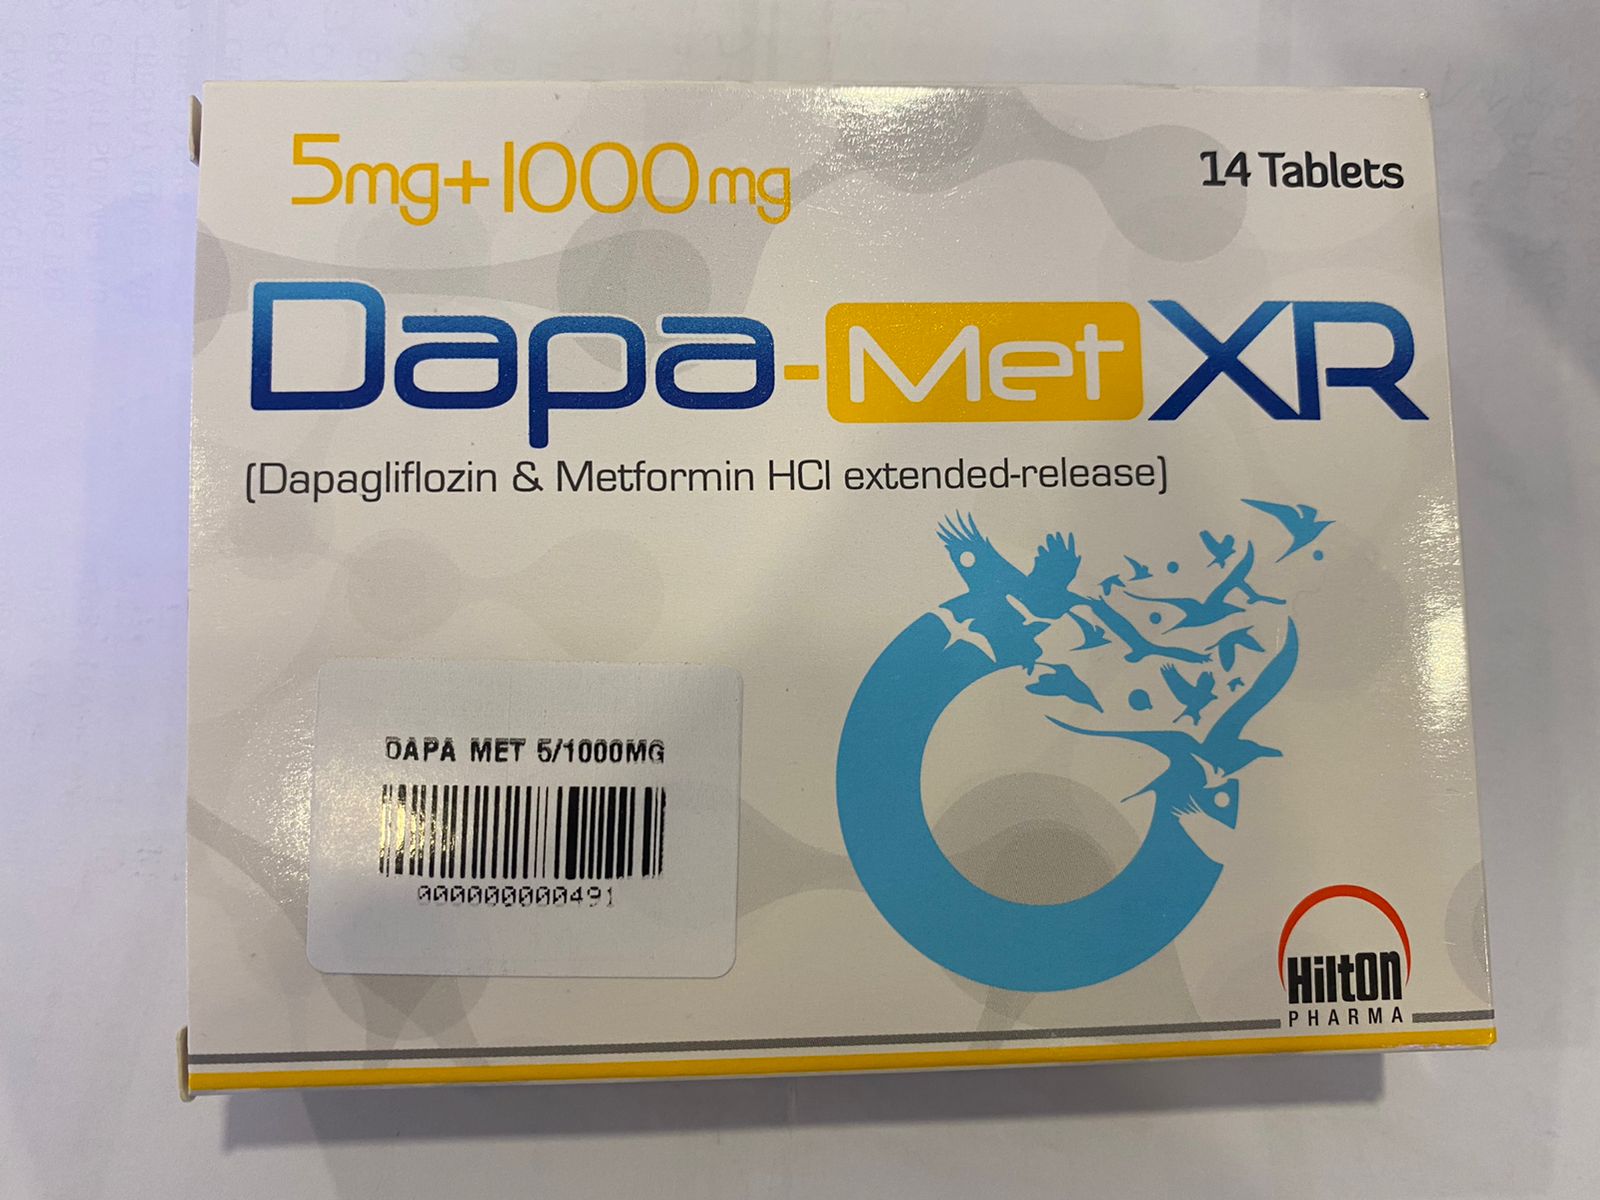 5mg+1000mg
14 Tablets
Dapa-Met XR
(Dapagliflozin & Metformin HCl extended-release)
DAPA MET 5/1000MG
000000000491
Hilton
PHARMA